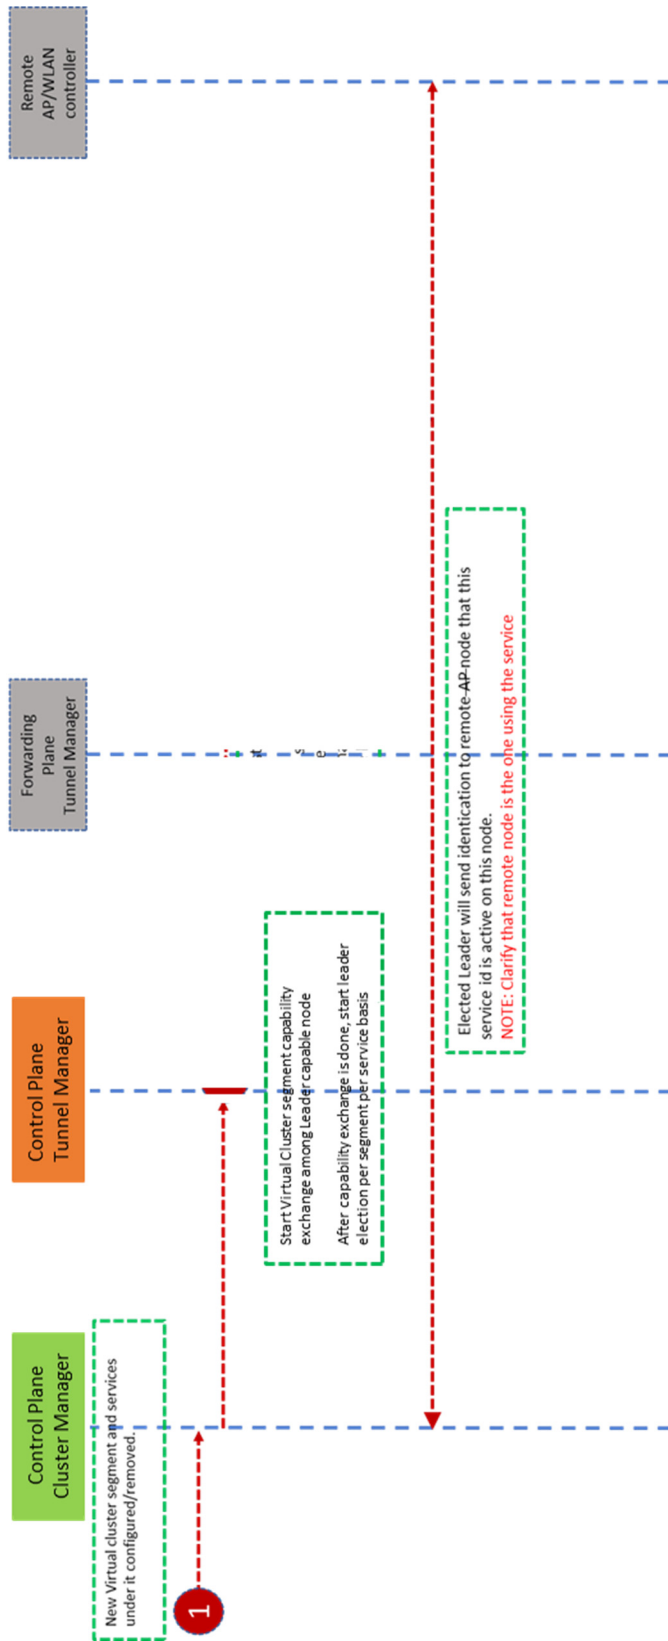 Control Plane
Cluster Manager
Control Plane
Tunnel Manager
Forwarding
Plane
Tunnel Manager
Remote
AP/WLAN
controller
New Virtual cluster segment and services
under it configured/removed.
1
Start Virtual Cluster segment capability
exchange among Leader capable node
After capability exchange is done, start leader
election per segment per service basis
Elected Leader will send identication to remote AP node that this
service id is active on this node.
NOTE: Clarify that remote node is the one using the service